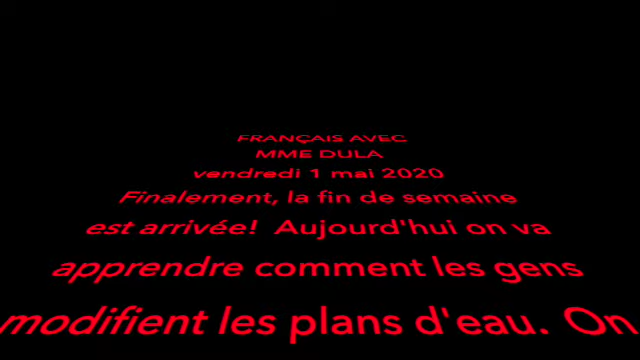 FRANÇAIS AVEC
MME DULA
vendredi 1 mai 2020
Finalement, la fin de semaine
est arrivée! Aujourd'hui on va
apprendre comment les gens
modifient les plans d'eau. On